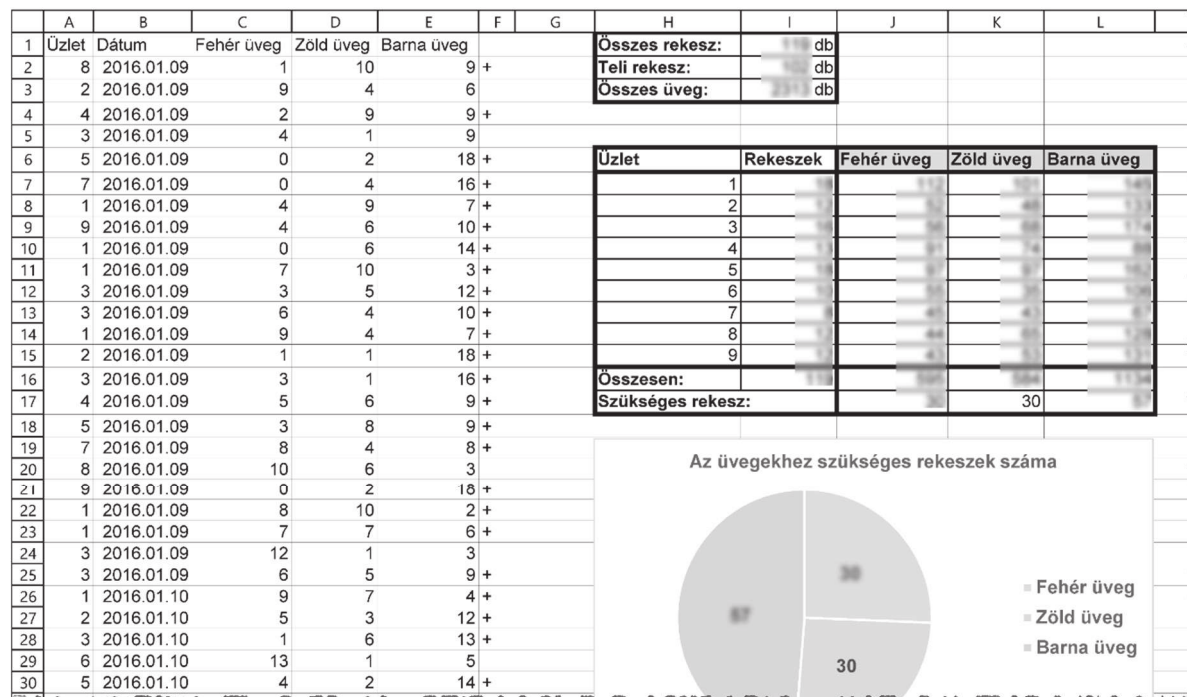 A B C D E F G H I J K L
1 Üzlet Dátum Fehér üveg Zöld üveg Barna üveg
2 8 2016.01.09 1 10 9 +
3 2 2016.01.09 9 4 6
4 4 2016.01.09 2 9 9 +
5 3 2016.01.09 4 1 9
6 5 2016.01.09 0 2 18 +
7 7 2016.01.09 0 4 16 +
8 1 2016.01.09 4 9 7 +
9 9 2016.01.09 4 6 10 +
10 1 2016.01.09 0 6 14 +
11 1 2016.01.09 7 10 3 +
12 3 2016.01.09 3 5 12 +
13 3 2016.01.09 6 4 10 +
14 1 2016.01.09 9 4 7 +
15 2 2016.01.09 1 1 18 +
16 3 2016.01.09 3 1 16 +
17 4 2016.01.09 5 6 9 +
18 5 2016.01.09 3 8 9 +
19 7 2016.01.09 8 4 8 +
20 8 2016.01.09 10 6 3
21 9 2016.01.09 0 2 18 +
22 1 2016.01.09 8 10 2 +
23 1 2016.01.09 7 7 6 +
24 3 2016.01.09 12 1 3
25 3 2016.01.09 6 5 9 +
26 1 2016.01.10 9 7 4 +
27 2 2016.01.10 5 3 12 +
28 3 2016.01.10 1 6 13 +
29 6 2016.01.10 13 1 5
30 5 2016.01.10 4 2 14 +
Összes rekesz: db
Teli rekesz: db
Összes üveg: db
Üzlet Rekeszek Fehér üveg Zöld üveg Barna üveg
1
2
3
4
5
6
7
8
9
Összesen:
Szükséges rekesz: 30
Az üvegekhez szükséges rekeszek száma
30
Fehér üveg
Zöld üveg
Barna üveg